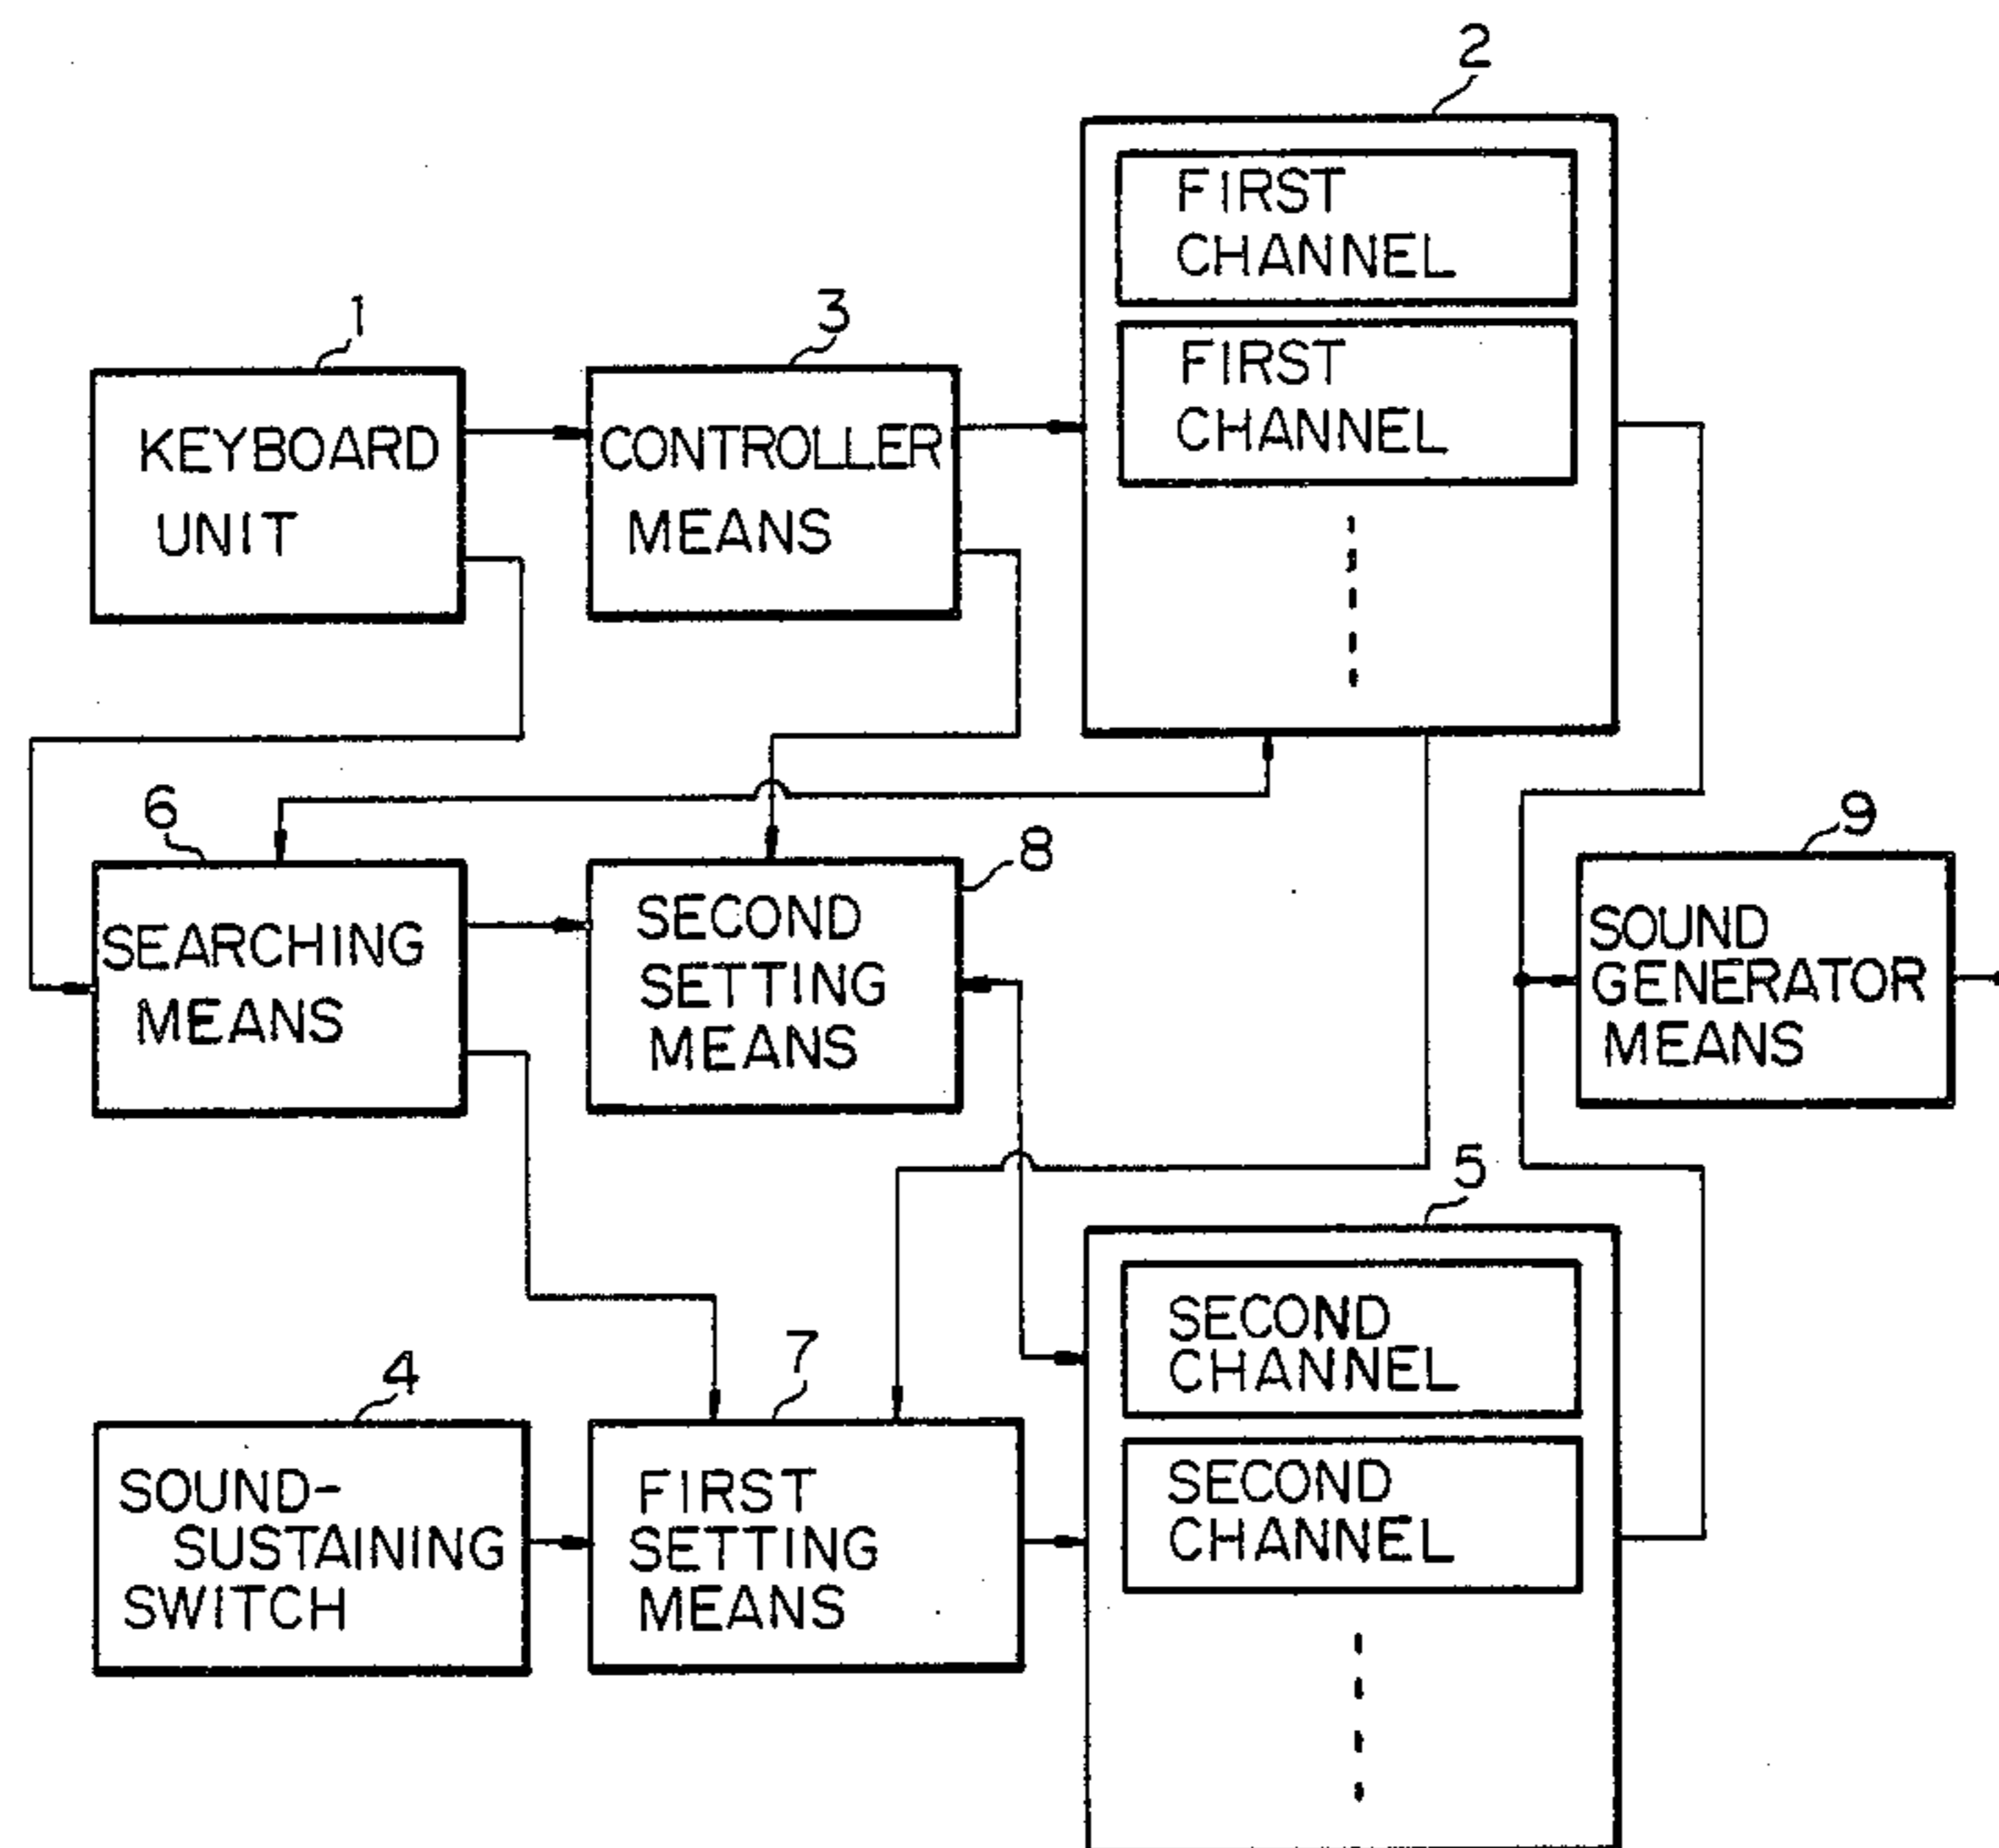 2
FIRST
CHANNEL
1
3
FIRST
CHANNEL
KEYBOARD
UNIT
CONTROLLER
MEANS
6
8
9
SEARCHING
MEANS
SECOND
SETTING
MEANS
SOUND
GENERATOR
MEANS
5
4
7
SECOND
CHANNEL
SOUND-
SUSTAINING
SWITCH
FIRST
SETTING
MEANS
SECOND
CHANNEL